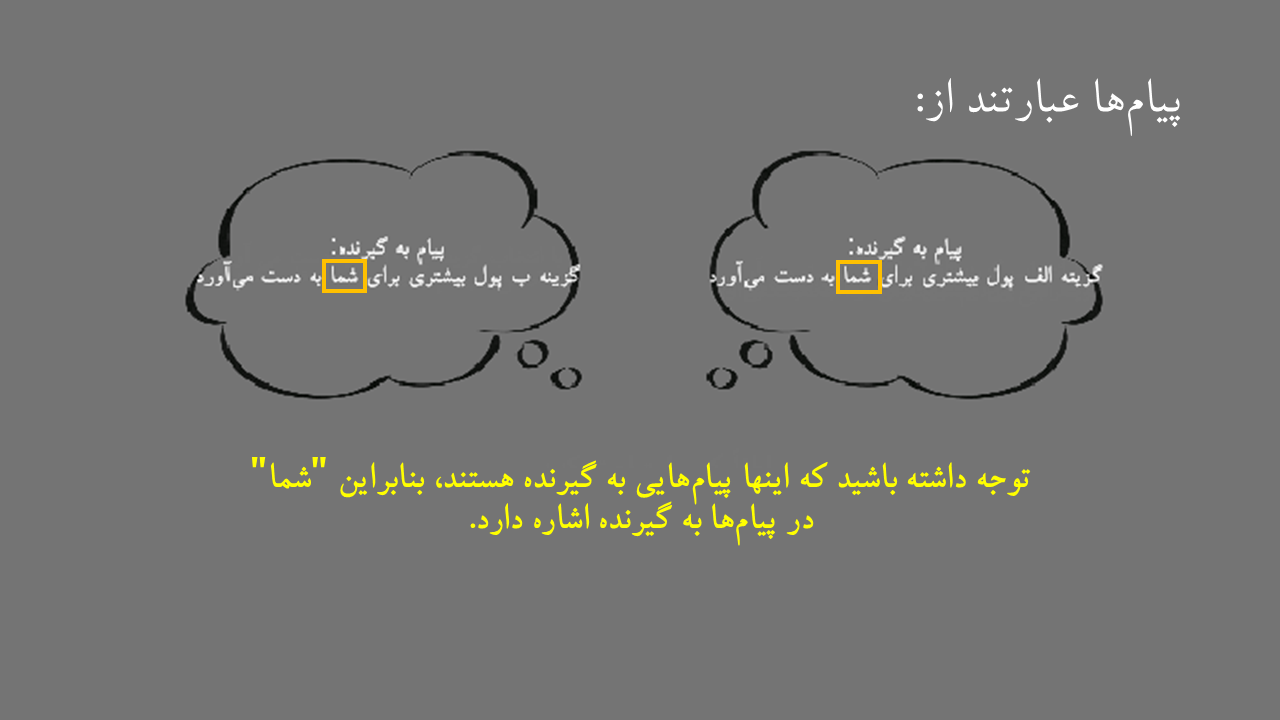 پیام‌ها عبارتند از:
پیام به گیرنده:
گزیته الف پول بیشتری برای شما به دست می‌آورد
پیام به گیرنده:
گزینه ب پول بیشتری برای شما به دست می‌آورد
توجه داشته باشید که اینها پیام‌هایی به گیرنده هستند، بنابراین "شما"
در پیام‌ها به گیرنده اشاره دارد.